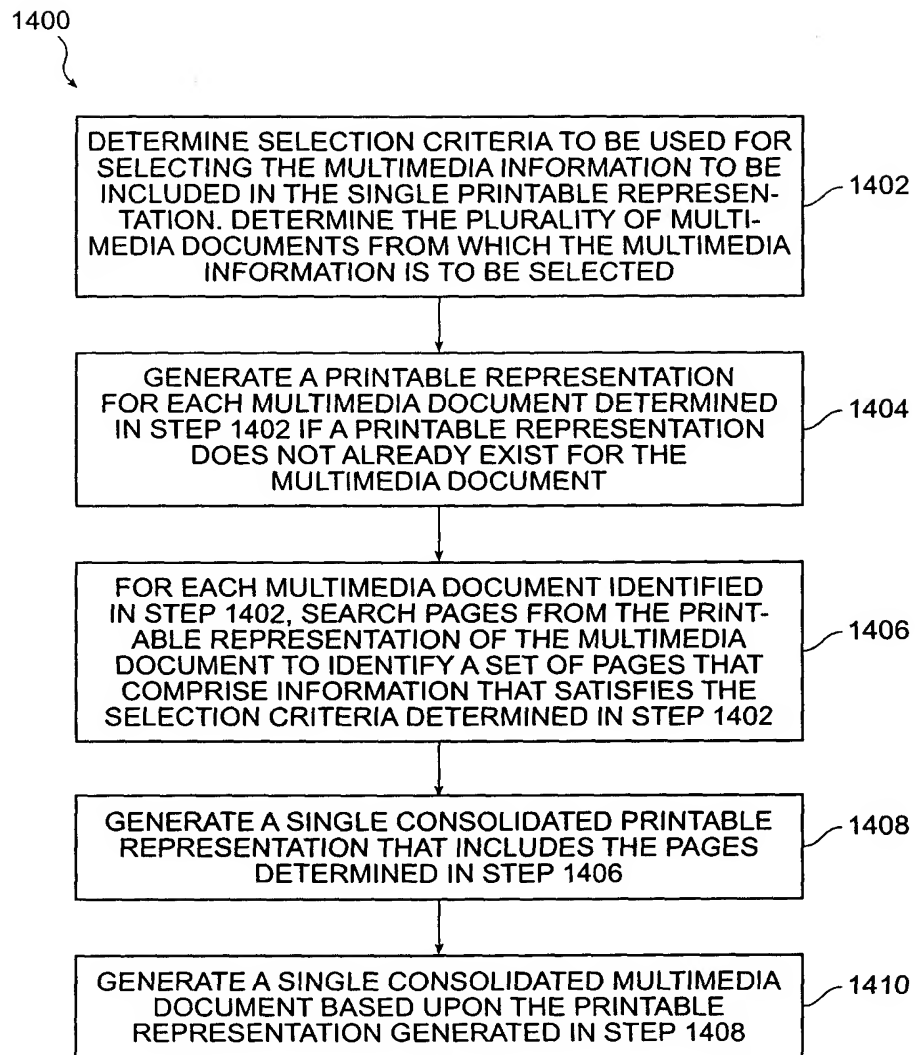 1400
DETERMINE SELECTION CRITERIA TO BE USED FOR
SELECTING THE MULTIMEDIA INFORMATION TO BE
INCLUDED IN THE SINGLE PRINTABLE REPRESEN-
TATION. DETERMINE THE PLURALITY OF MULTI-
MEDIA DOCUMENTS FROM WHICH THE MULTIMEDIA
INFORMATION IS TO BE SELECTED
1402
GENERATE A PRINTABLE REPRESENTATION
FOR EACH MULTIMEDIA DOCUMENT DETERMINED
IN STEP 1402 IF A PRINTABLE REPRESENTATION
DOES NOT ALREADY EXIST FOR THE
MULTIMEDIA DOCUMENT
1404
FOR EACH MULTIMEDIA DOCUMENT IDENTIFIED
IN STEP 1402, SEARCH PAGES FROM THE PRINT-
ABLE REPRESENTATION OF THE MULTIMEDIA
DOCUMENT TO IDENTIFY A SET OF PAGES THAT
COMPRISE INFORMATION THAT SATISFIES THE
SELECTION CRITERIA DETERMINED IN STEP 1402
1406
GENERATE A SINGLE CONSOLIDATED PRINTABLE
REPRESENTATION THAT INCLUDES THE PAGES
DETERMINED IN STEP 1406
1408
GENERATE A SINGLE CONSOLIDATED MULTIMEDIA
DOCUMENT BASED UPON THE PRINTABLE
REPRESENTATION GENERATED IN STEP 1408
1410